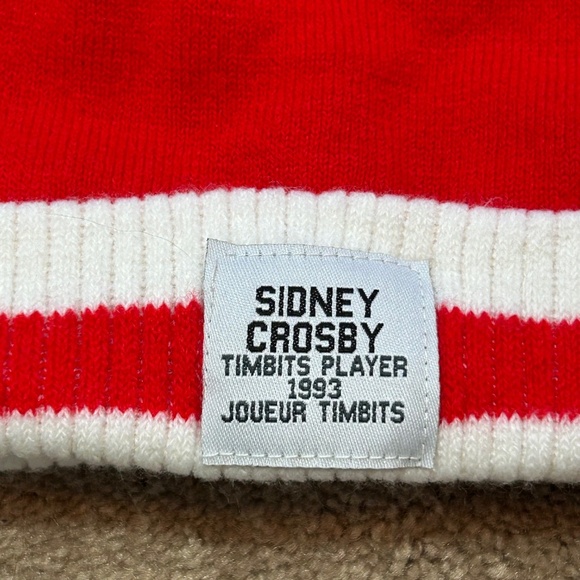 SIDNEY
CROSBY
TIMBITS PLAYER
1993
JOUEUR TIMBITS